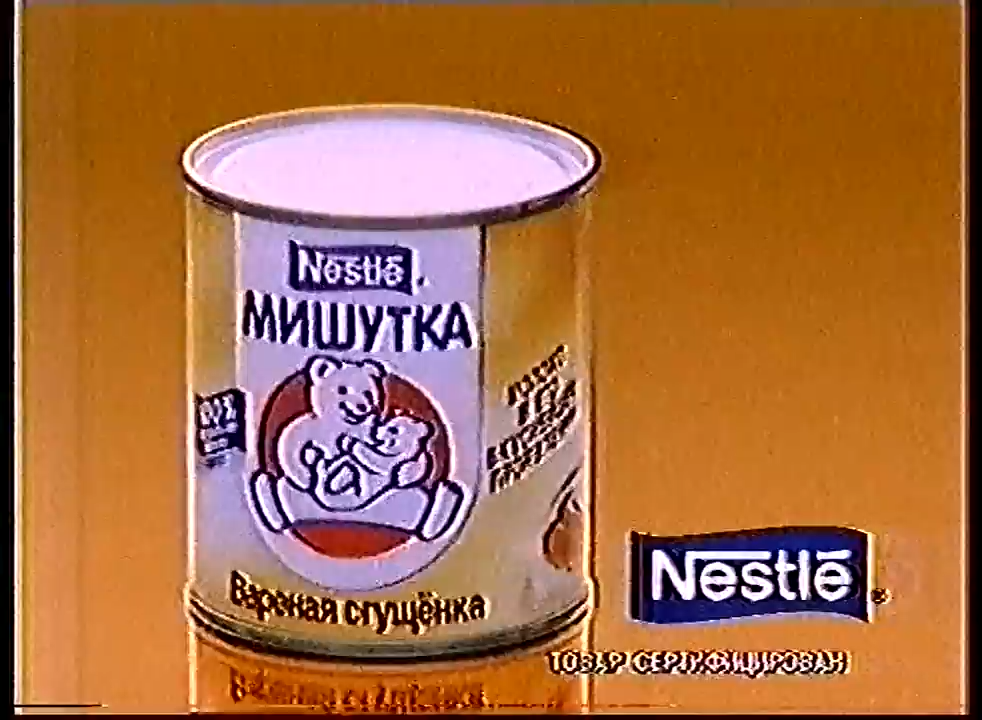 Nestlé
МИШУТКА
Вареная сгущёнка
Nestlé®
ТОВАР СЕРТИФИЦИРОВАН